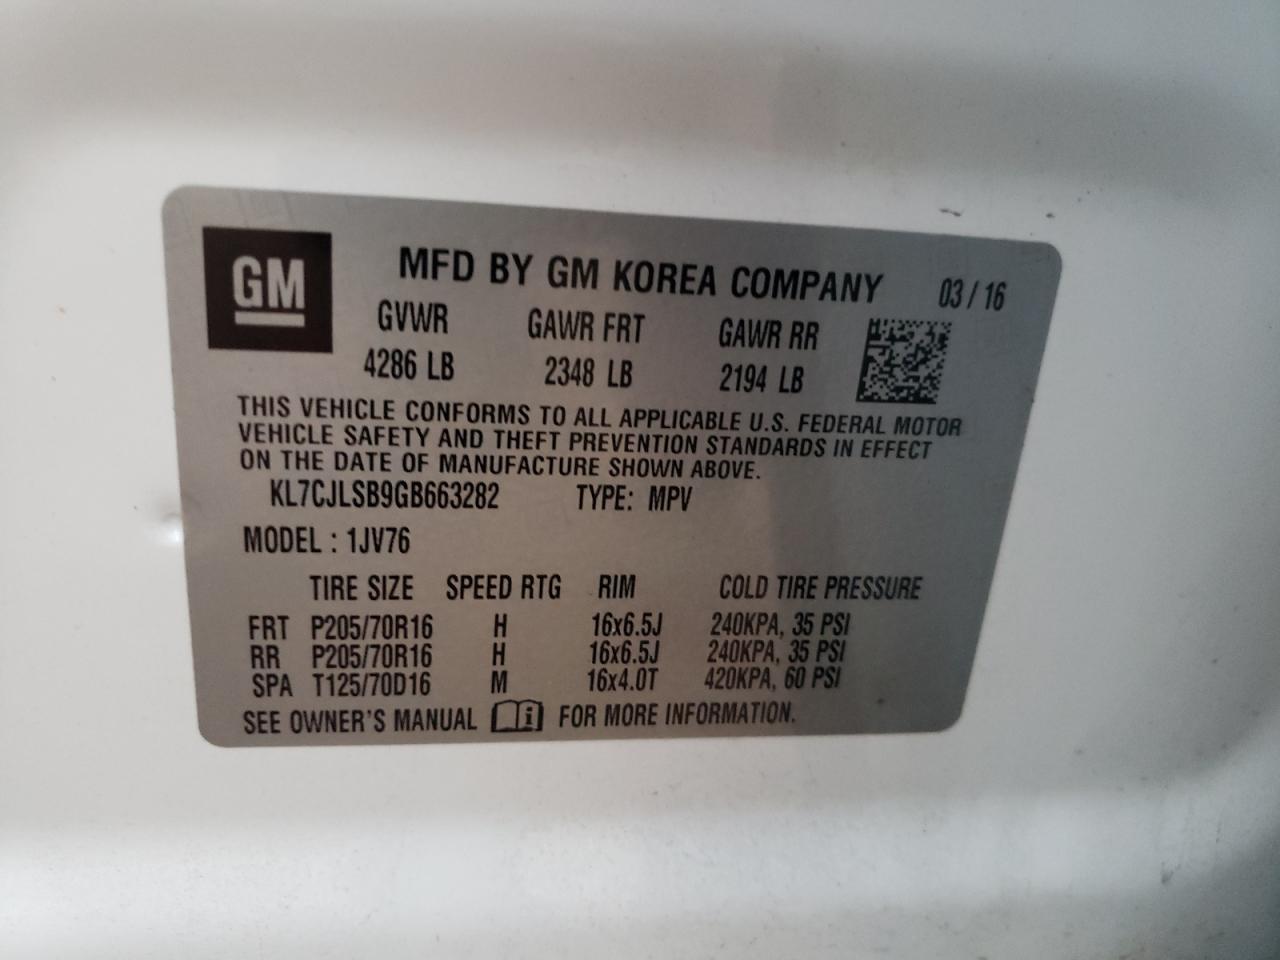 GM
MFD BY GM KOREA COMPANY 03 / 16
GVWR GAWR FRT GAWR RR
4286 LB 2348 LB 2194 LB
THIS VEHICLE CONFORMS TO ALL APPLICABLE U.S. FEDERAL MOTOR
VEHICLE SAFETY AND THEFT PREVENTION STANDARDS IN EFFECT
ON THE DATE OF MANUFACTURE SHOWN ABOVE.
KL7CJLSB9GB663282 TYPE: MPV
MODEL : 1JV76
TIRE SIZE SPEED RTG RIM COLD TIRE PRESSURE
FRT P205/70R16 H 16x6.5J 240KPA, 35 PSI
RR P205/70R16 H 16x6.5J 240KPA, 35 PSI
SPA T125/70D16 M 16x4.0T 420KPA, 60 PSI
SEE OWNER'S MANUAL i FOR MORE INFORMATION.